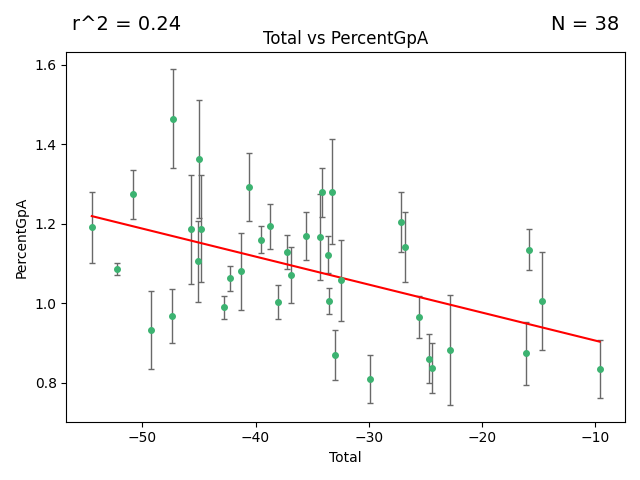 r^2 = 0.24
N = 38
Total vs PercentGpA
1.6
1.4
1.2
1.0
0.8
PercentGpA
−50
−40
−30
−20
−10
Total